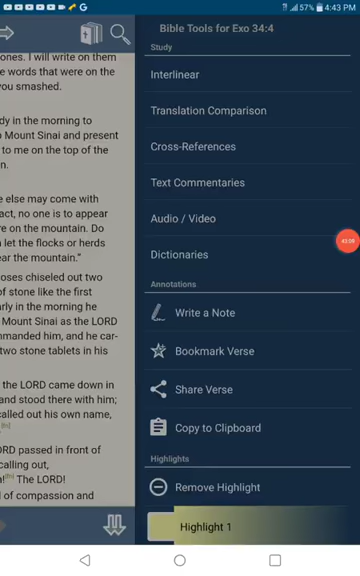 57% 4:43 PM
ones. I will write on them
e words that were on the
you smashed.
dy in the morning to
o Mount Sinai and present
to me on the top of the
n.
e else may come with
act, no one is to appear
re on the mountain. Do
let the flocks or herds
ear the mountain."
oses chiseled out two
of stone like the first
arly in the morning he
Mount Sinai as the LORD
mmanded him, and he car-
two stone tablets in his
the LORD came down in
and stood there with him;
called out his own name,
[h]
ORD passed in front of
calling out,
[h] The LORD!
d of compassion and
Bible Tools for Exo 34:4
Study
Interlinear
Translation Comparison
Cross-References
Text Commentaries
Audio / Video
Dictionaries
Annotations
Write a Note
Bookmark Verse
Share Verse
Copy to Clipboard
Highlights
Remove Highlight
Highlight 1